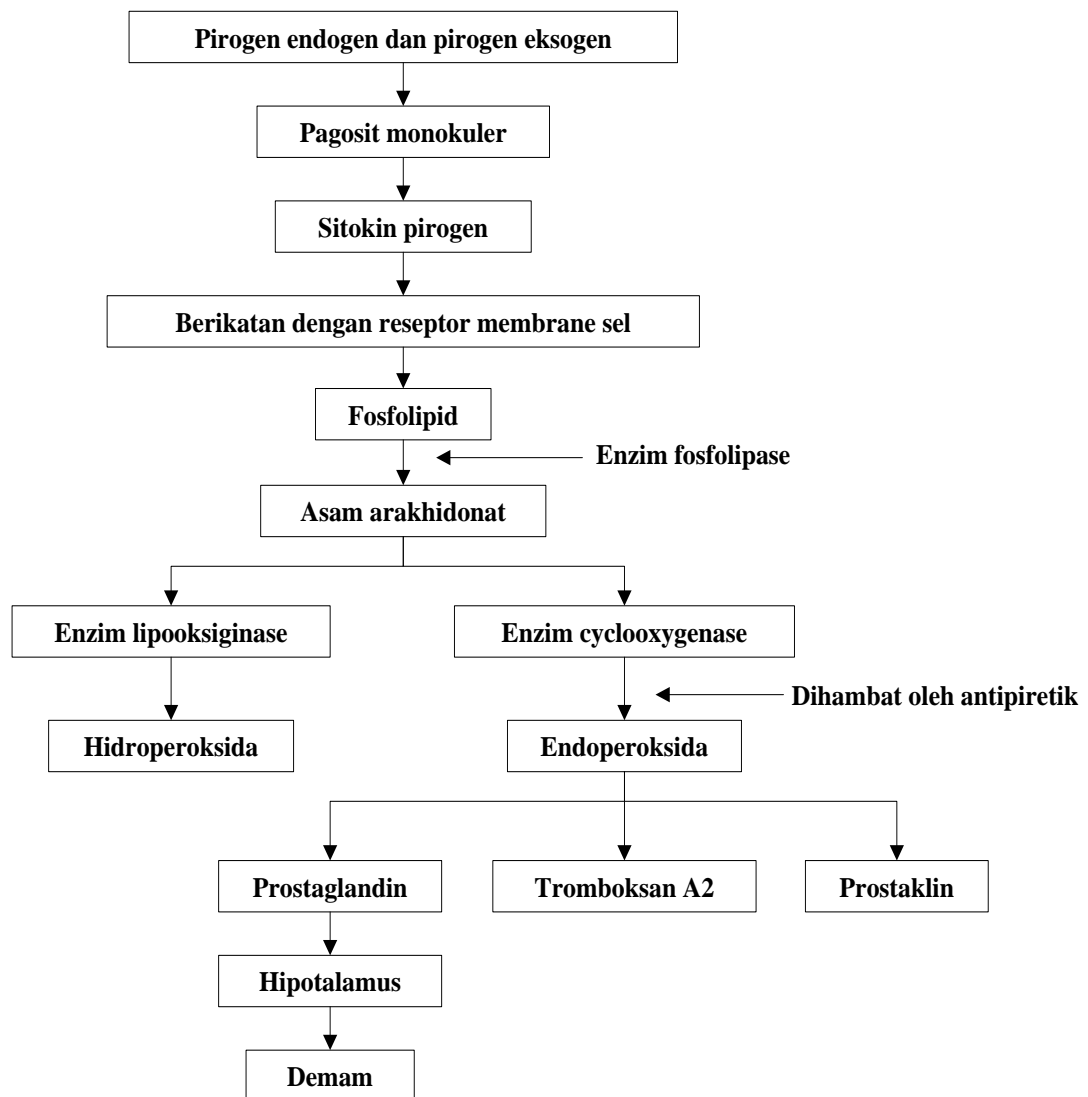 Pirogen endogen dan pirogen eksogen
Pagosit monokuler
Sitokin pirogen
Berikatan dengan reseptor membrane sel
Fosfolipid
Enzim fosfolipase
Asam arakhidonat
Enzim lipooksiginase
Enzim cyclooxygenase
Dihambat oleh antipiretik
Hidroperoksida
Endoperoksida
Prostaglandin
Tromboksan A2
Prostaklin
Hipotalamus
Demam